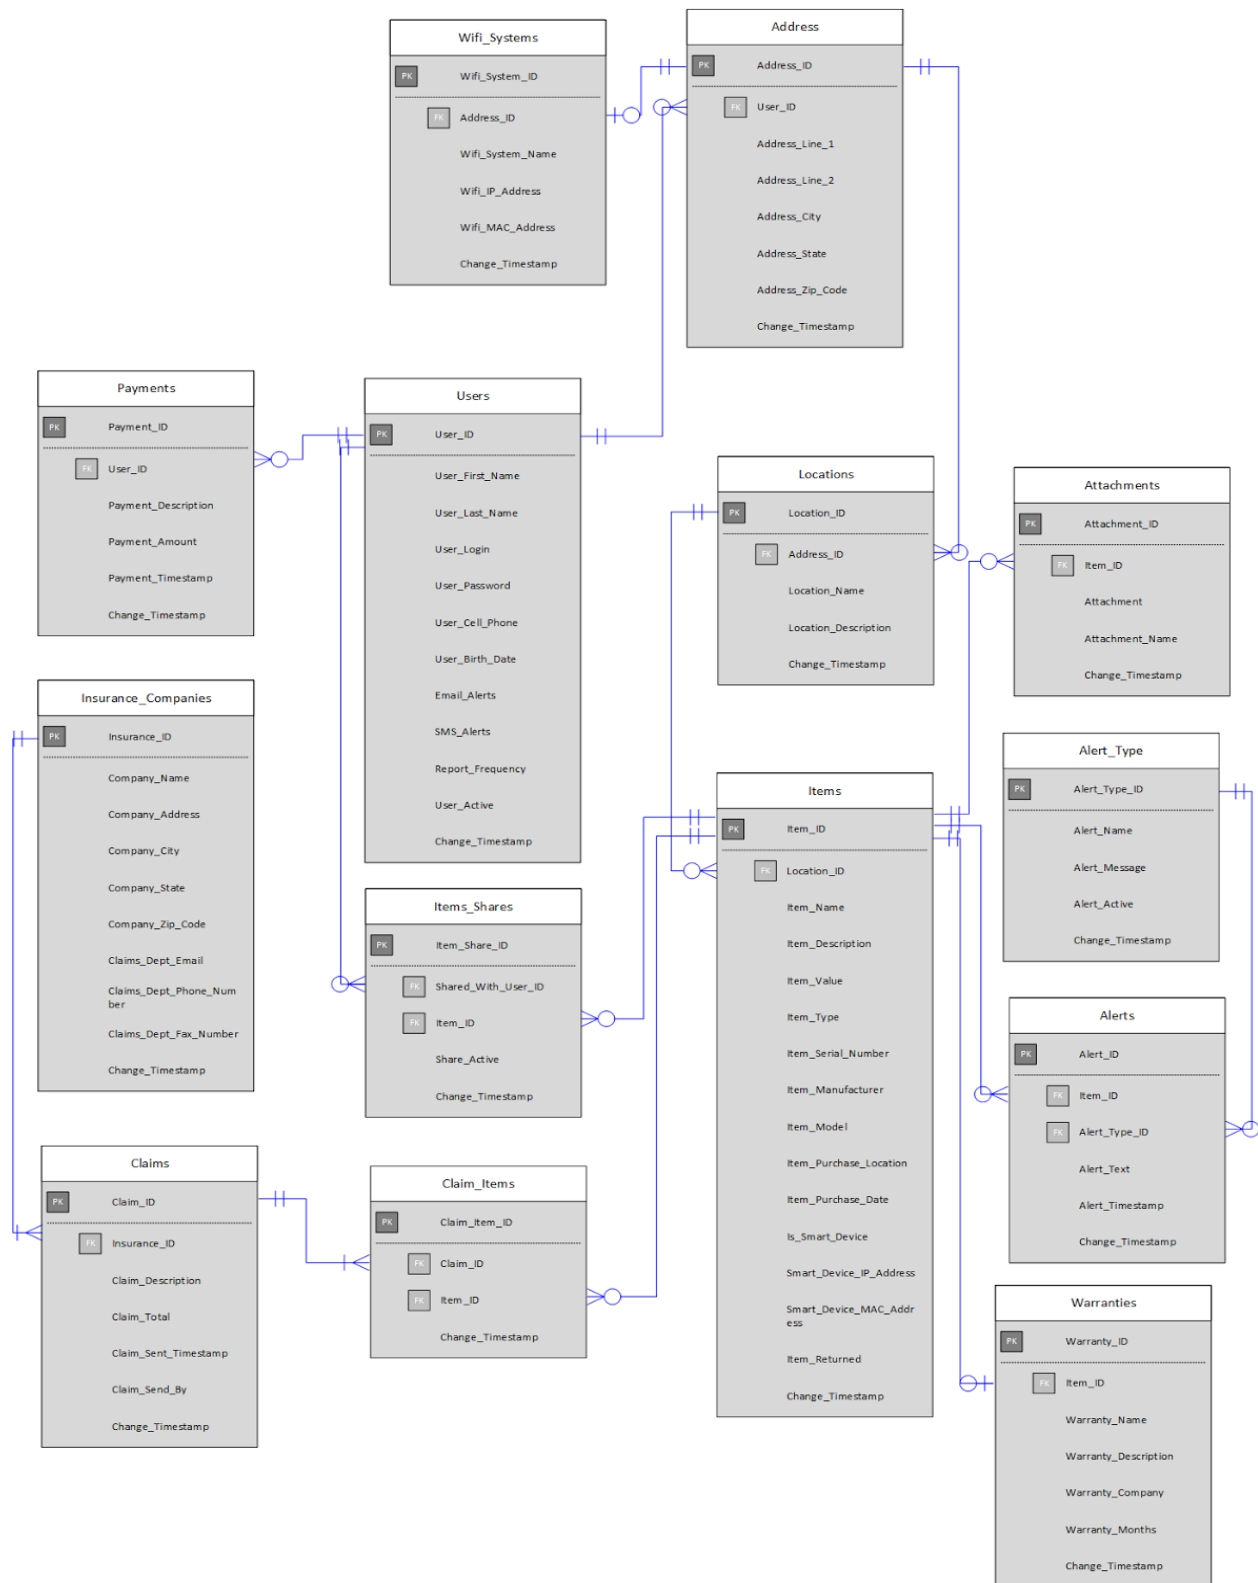 Wifi_Systems
PK Wifi_System_ID
FK Address_ID
Wifi_System_Name
Wifi_IP_Address
Wifi_MAC_Address
Change_Timestamp
Address
PK Address_ID
FK User_ID
Address_Line_1
Address_Line_2
Address_City
Address_State
Address_Zip_Code
Change_Timestamp
Payments
PK Payment_ID
FK User_ID
Payment_Description
Payment_Amount
Payment_Timestamp
Change_Timestamp
Users
PK User_ID
User_First_Name
User_Last_Name
User_Login
User_Password
User_Cell_Phone
User_Birth_Date
Email_Alerts
SMS_Alerts
Report_Frequency
User_Active
Change_Timestamp
Locations
PK Location_ID
FK Address_ID
Location_Name
Location_Description
Change_Timestamp
Attachments
PK Attachment_ID
FK Item_ID
Attachment
Attachment_Name
Change_Timestamp
Insurance_Companies
PK Insurance_ID
Company_Name
Company_Address
Company_City
Company_State
Company_Zip_Code
Claims_Dept_Email
Claims_Dept_Phone_Num
ber
Claims_Dept_Fax_Number
Change_Timestamp
Items_Shares
PK Item_Share_ID
FK Shared_With_User_ID
FK Item_ID
Share_Active
Change_Timestamp
Items
PK Item_ID
FK Location_ID
Item_Name
Item_Description
Item_Value
Item_Type
Item_Serial_Number
Item_Manufacturer
Item_Model
Item_Purchase_Location
Item_Purchase_Date
Is_Smart_Device
Smart_Device_IP_Address
Smart_Device_MAC_Addr
ess
Item_Returned
Change_Timestamp
Alert_Type
PK Alert_Type_ID
Alert_Name
Alert_Message
Alert_Active
Change_Timestamp
Alerts
PK Alert_ID
FK Item_ID
FK Alert_Type_ID
Alert_Text
Alert_Timestamp
Change_Timestamp
Claims
PK Claim_ID
FK Insurance_ID
Claim_Description
Claim_Total
Claim_Sent_Timestamp
Claim_Send_By
Change_Timestamp
Claim_Items
PK Claim_Item_ID
FK Claim_ID
FK Item_ID
Change_Timestamp
Warranties
PK Warranty_ID
FK Item_ID
Warranty_Name
Warranty_Description
Warranty_Company
Warranty_Months
Change_Timestamp